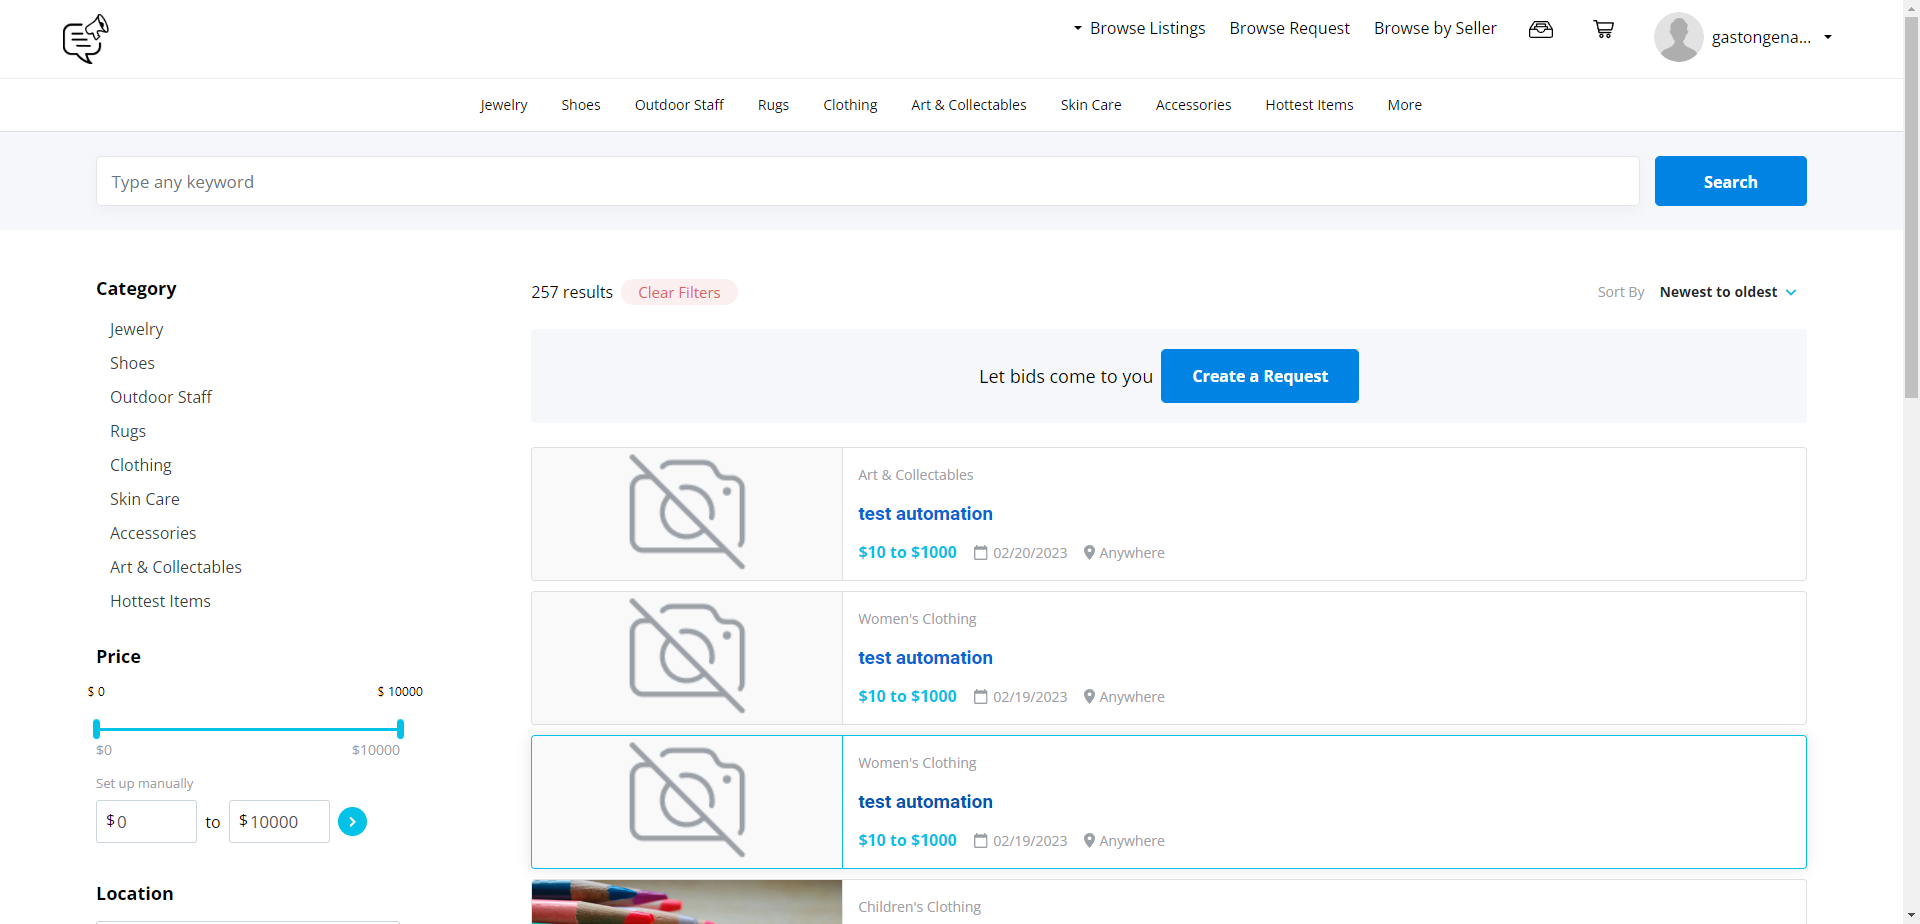 Browse Listings Browse Request Browse by Seller gastongena...
Jewelry Shoes Outdoor Staff Rugs Clothing Art & Collectables Skin Care Accessories Hottest Items More
Type any keyword Search
Category
Jewelry
Shoes
Outdoor Staff
Rugs
Clothing
Skin Care
Accessories
Art & Collectables
Hottest Items
Price
$ 0 $ 10000
$0 $10000
Set up manually
$ 0 to $ 10000
Location
257 results Clear Filters Sort By Newest to oldest
Let bids come to you Create a Request
Art & Collectables
test automation
$10 to $1000 02/20/2023 Anywhere
Women's Clothing
test automation
$10 to $1000 02/19/2023 Anywhere
Women's Clothing
test automation
$10 to $1000 02/19/2023 Anywhere
Children's Clothing